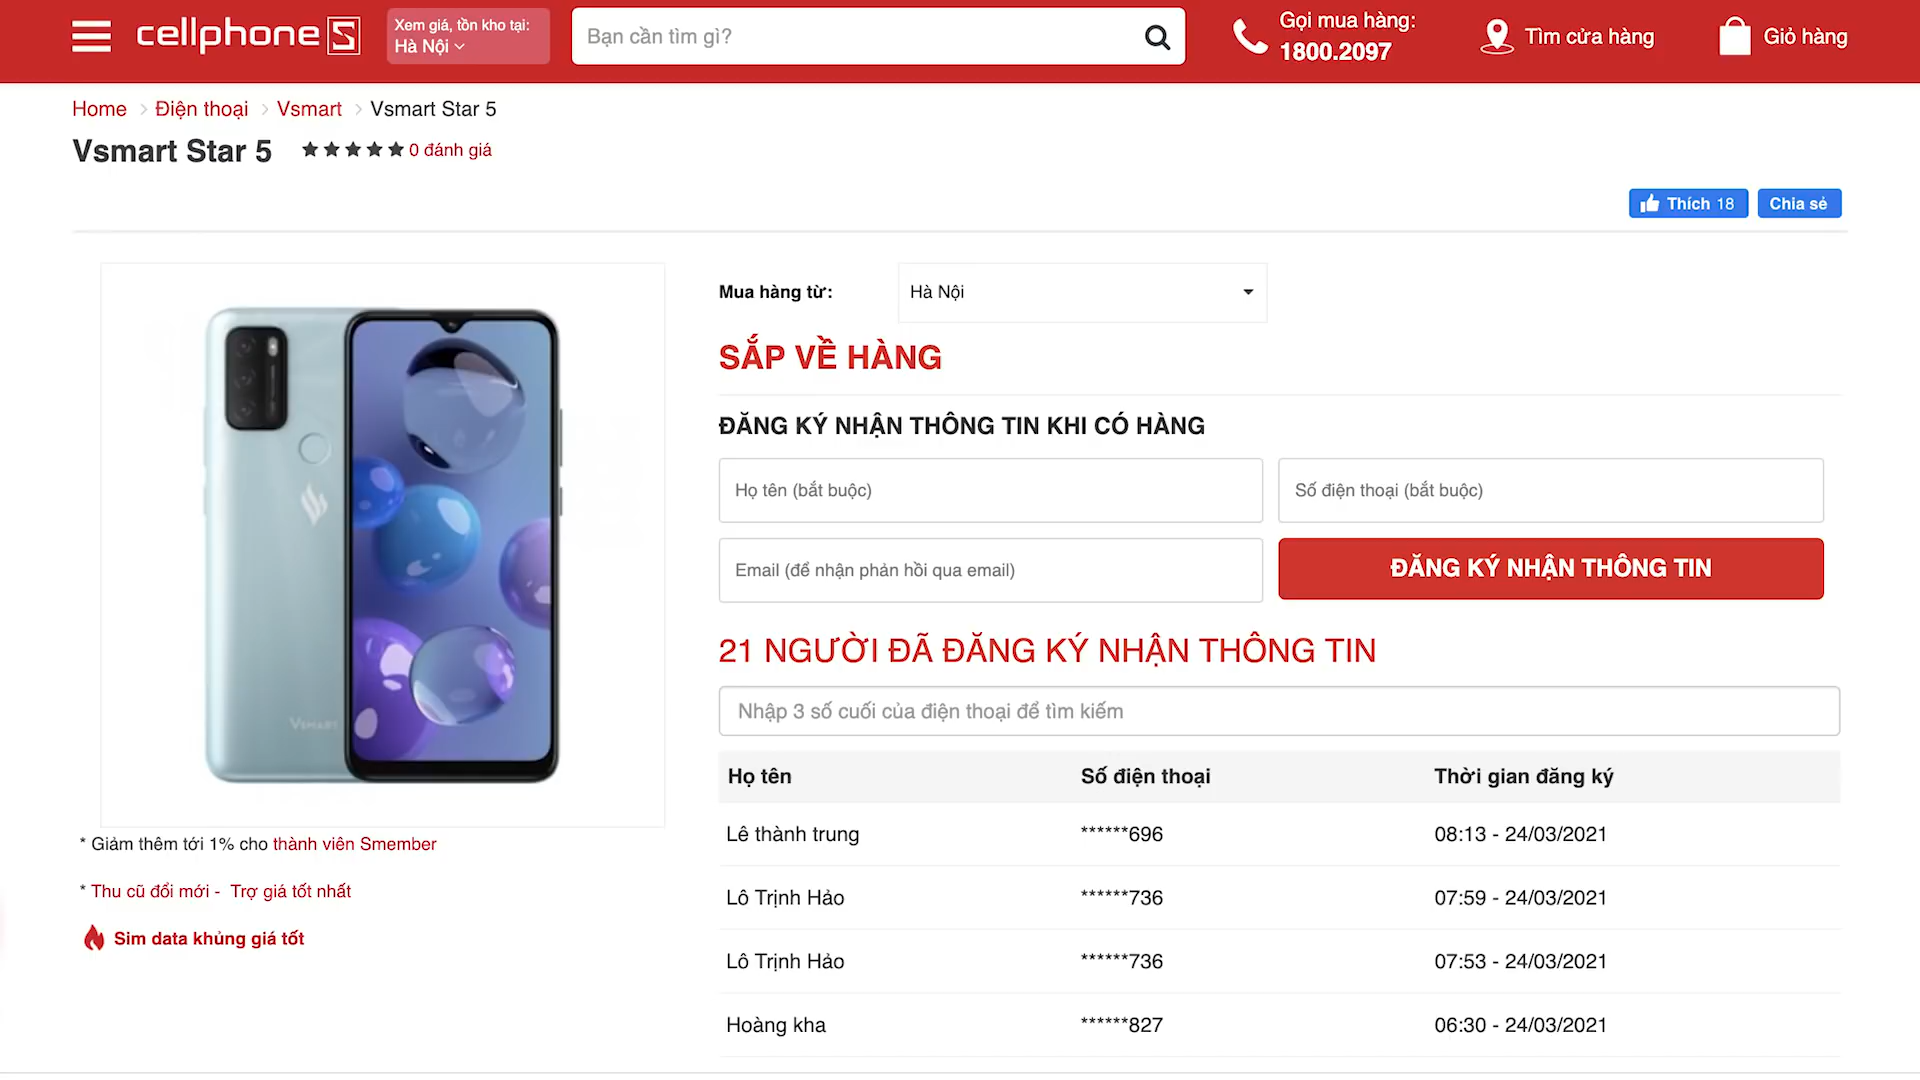 cellphoneS
Xem giá, tồn kho tại:
Hà Nội
Bạn cần tìm gì?
Gọi mua hàng:
1800.2097
Tìm cửa hàng
Giỏ hàng
Home > Điện thoại > Vsmart > Vsmart Star 5
Vsmart Star 5
0 đánh giá
Thích 18
Chia sẻ
Mua hàng từ:
Hà Nội
SẮP VỀ HÀNG
ĐĂNG KÝ NHẬN THÔNG TIN KHI CÓ HÀNG
Họ tên (bắt buộc)
Số điện thoại (bắt buộc)
Email (để nhận phản hồi qua email)
ĐĂNG KÝ NHẬN THÔNG TIN
21 NGƯỜI ĐÃ ĐĂNG KÝ NHẬN THÔNG TIN
Nhập 3 số cuối của điện thoại để tìm kiếm
Họ tên Số điện thoại Thời gian đăng ký
Lê thành trung ******696 08:13 - 24/03/2021
Lô Trịnh Hảo ******736 07:59 - 24/03/2021
Lô Trịnh Hảo ******736 07:53 - 24/03/2021
Hoàng kha ******827 06:30 - 24/03/2021
VSMART
* Giảm thêm tới 1% cho thành viên Smember
* Thu cũ đổi mới - Trợ giá tốt nhất
Sim data khủng giá tốt